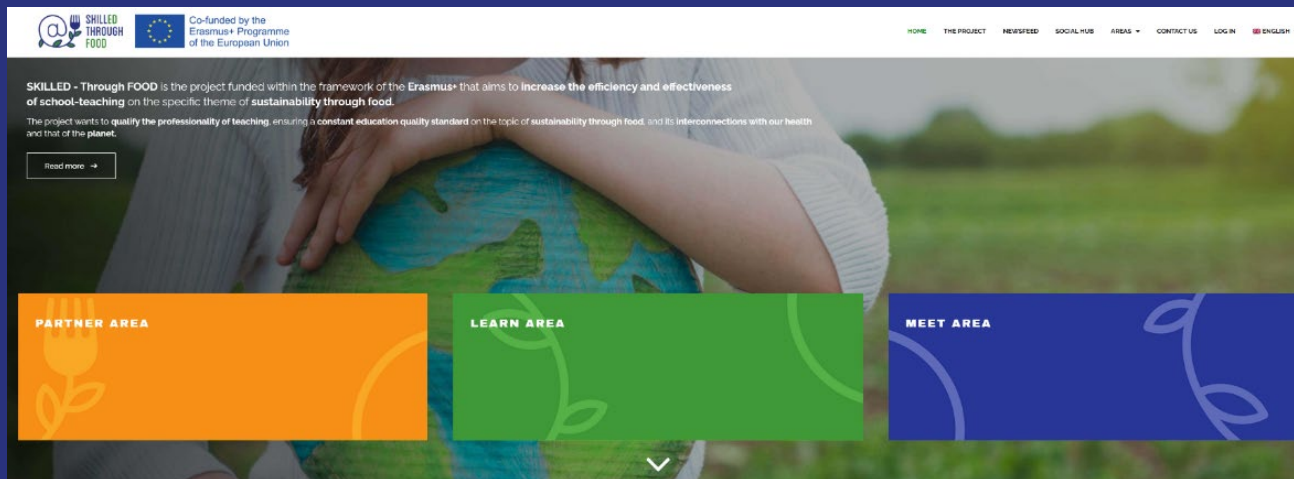 SKILLED
THROUGH
FOOD
Co-funded by the
Erasmus+ Programme
of the European Union
HOME THE PROJECT NEWSFEED SOCIAL HUB AREAS CONTACT US LOG IN ENGLISH
SKILLED - Through FOOD is the project funded within the framework of the Erasmus+ that aims to increase the efficiency and effectiveness
of school-teaching on the specific theme of sustainability through food.
The project wants to qualify the professionality of teaching, ensuring a constant education quality standard on the topic of sustainability through food, and its interconnections with our health
and that of the planet.
Read more →
PARTNER AREA
LEARN AREA
MEET AREA